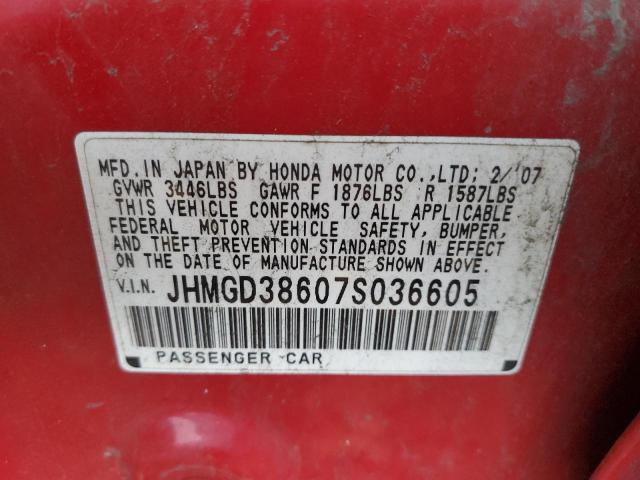 MFD. IN JAPAN BY HONDA MOTOR CO.,LTD: 2/'07
GVWR 3446LBS GAWR F 1876LBS R 1587LBS
THIS VEHICLE CONFORMS TO ALL APPLICABLE
FEDERAL MOTOR VEHICLE SAFETY, BUMPER,
AND THEFT PREVENTION STANDARDS IN EFFECT
ON THE DATE OF MANUFACTURE SHOWN ABOVE.
V.I.N. JHMGD38607S036605
PASSENGER CAR